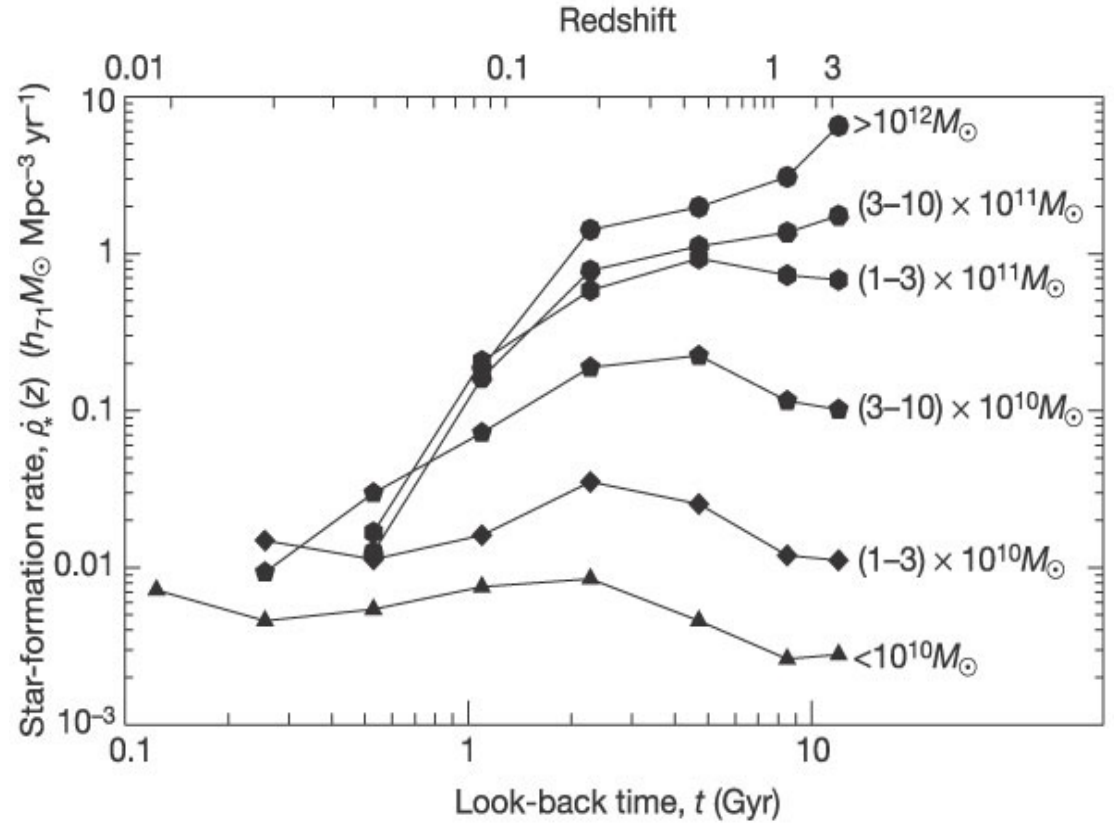 Redshift
0.01 0.1 1 3
10
1
0.1
0.01
10⁻³
Star-formation rate, ρ̇*(z) (h₇₁M☉ Mpc⁻³ yr⁻¹)
>10¹²M☉
(3–10) × 10¹¹M☉
(1–3) × 10¹¹M☉
(3–10) × 10¹⁰M☉
(1–3) × 10¹⁰M☉
<10¹⁰M☉
0.1 1 10
Look-back time, t (Gyr)